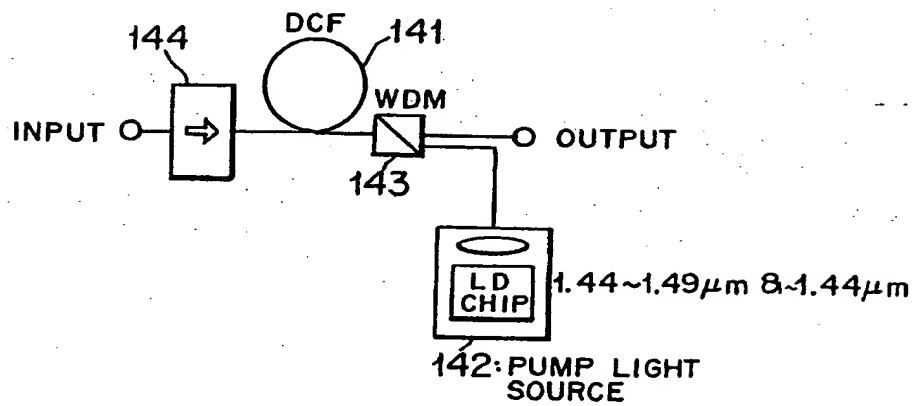 144
DCF
141
WDM
INPUT
OUTPUT
143
LD
CHIP
1.44~1.49μm & ~1.44μm
142: PUMP LIGHT
SOURCE